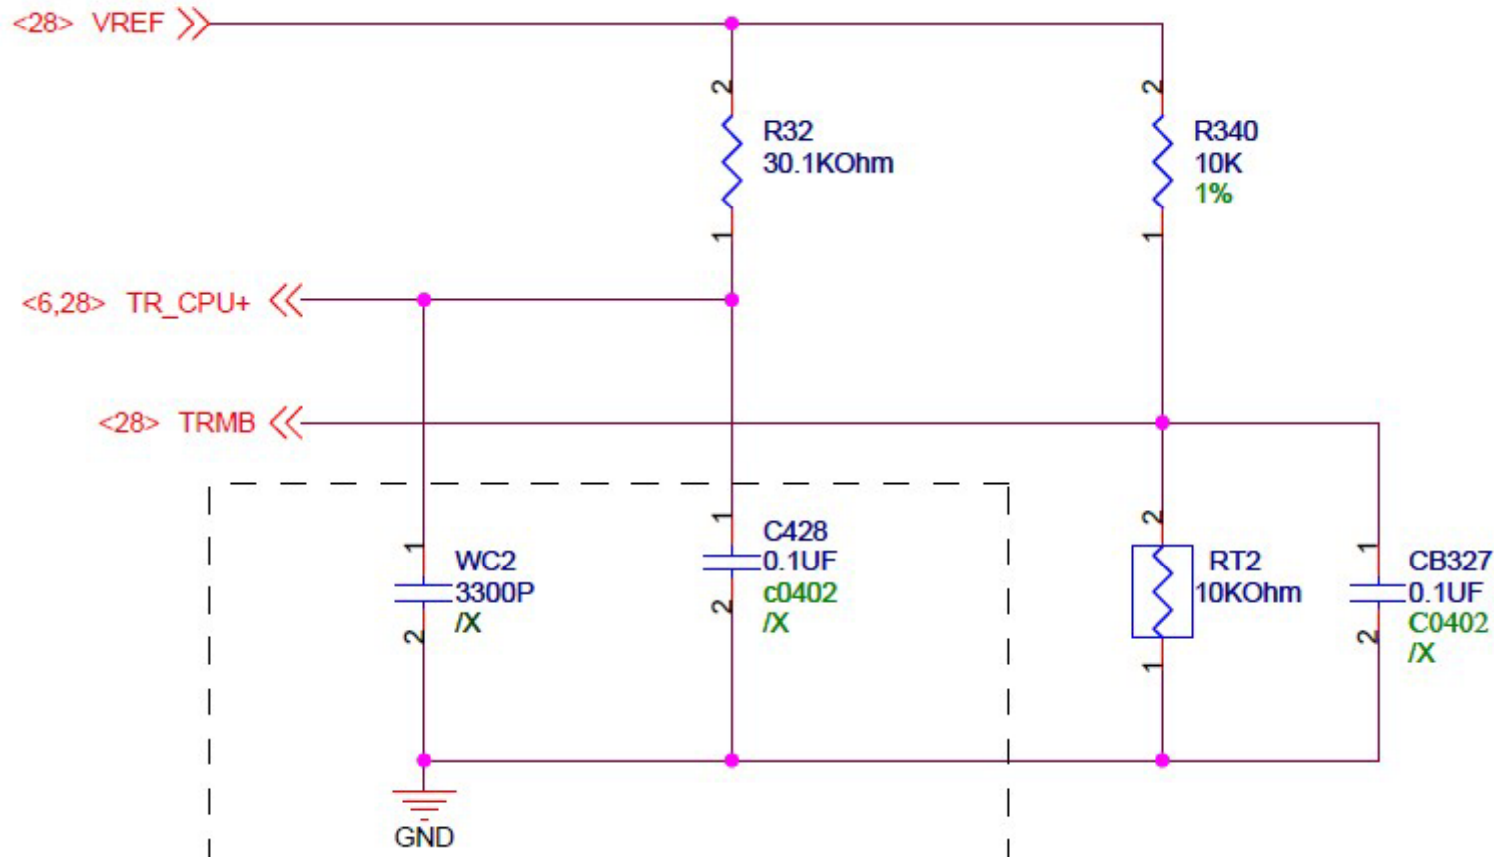 <28> VREF
2
R32
30.1KOhm
1
2
R340
10K
1%
1
<6,28> TR_CPU+
<28> TRMB
1
WC2
3300P
/X
2
1
C428
0.1UF
c0402
/X
2
2
RT2
10KOhm
1
1
CB327
0.1UF
C0402
/X
2
GND